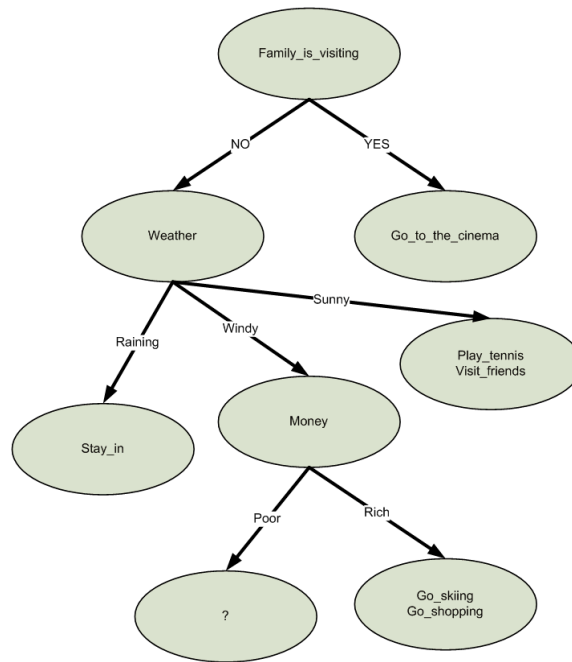 Family_is_visiting
NO
YES
Weather
Go_to_the_cinema
Sunny
Raining
Windy
Play_tennis
Visit_friends
Stay_in
Money
Poor
Rich
?
Go_skiing
Go_shopping